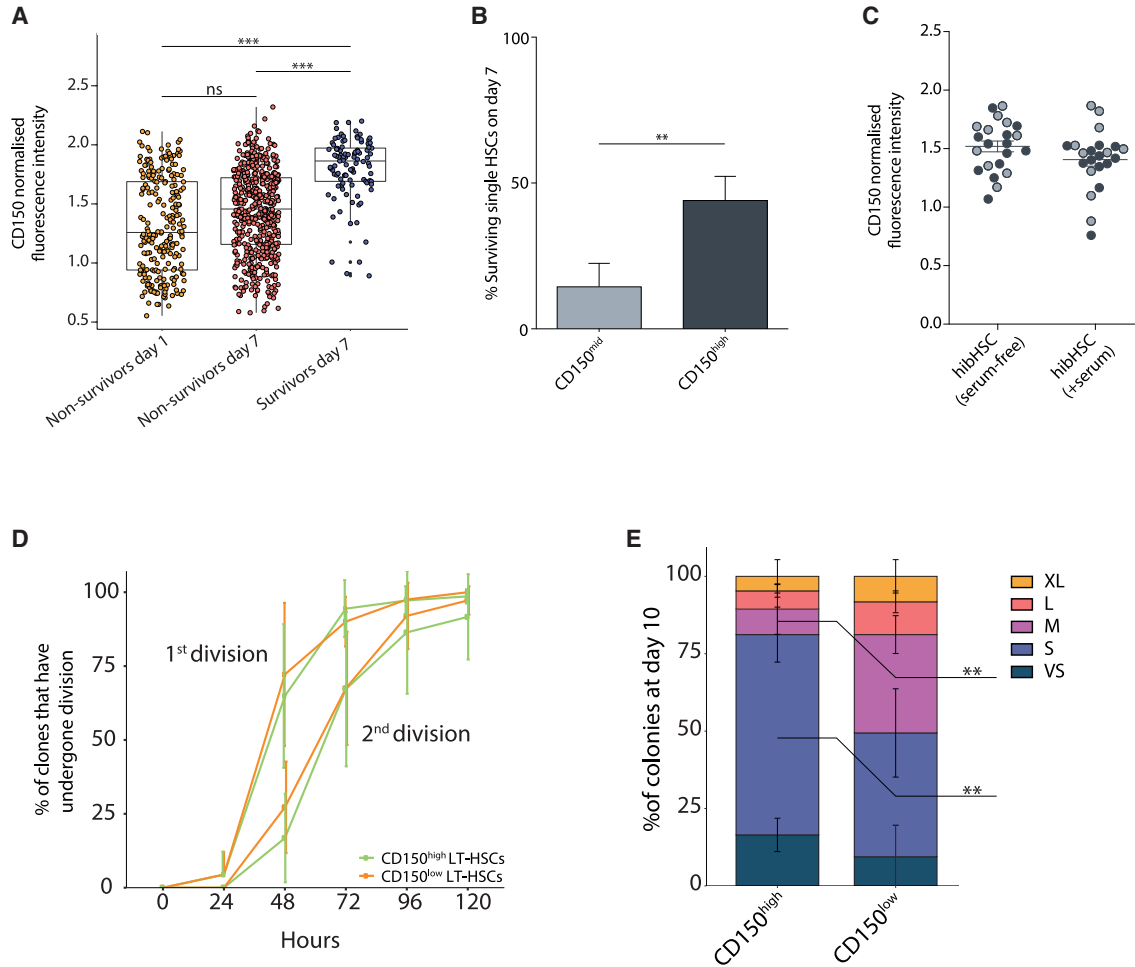 A
CD150 normalised
fluorescence intensity
2.5
2.0
1.5
1.0
0.5
***
***
ns
Non-survivors day 1
Non-survivors day 7
Survivors day 7
B
% Surviving single HSCs on day 7
100
50
0
**
CD150mid
CD150high
C
CD150 normalised
fluorescence intensity
2.5
2.0
1.5
1.0
0.5
0.0
hibHSC
(serum-free)
hibHSC
(+serum)
D
% of clones that have
undergone division
100
75
50
25
0
1st division
2nd division
CD150high LT-HSCs
CD150low LT-HSCs
0 24 48 72 96 120
Hours
E
%of colonies at day 10
100
75
50
25
0
**
**
XL
L
M
S
VS
CD150high
CD150low